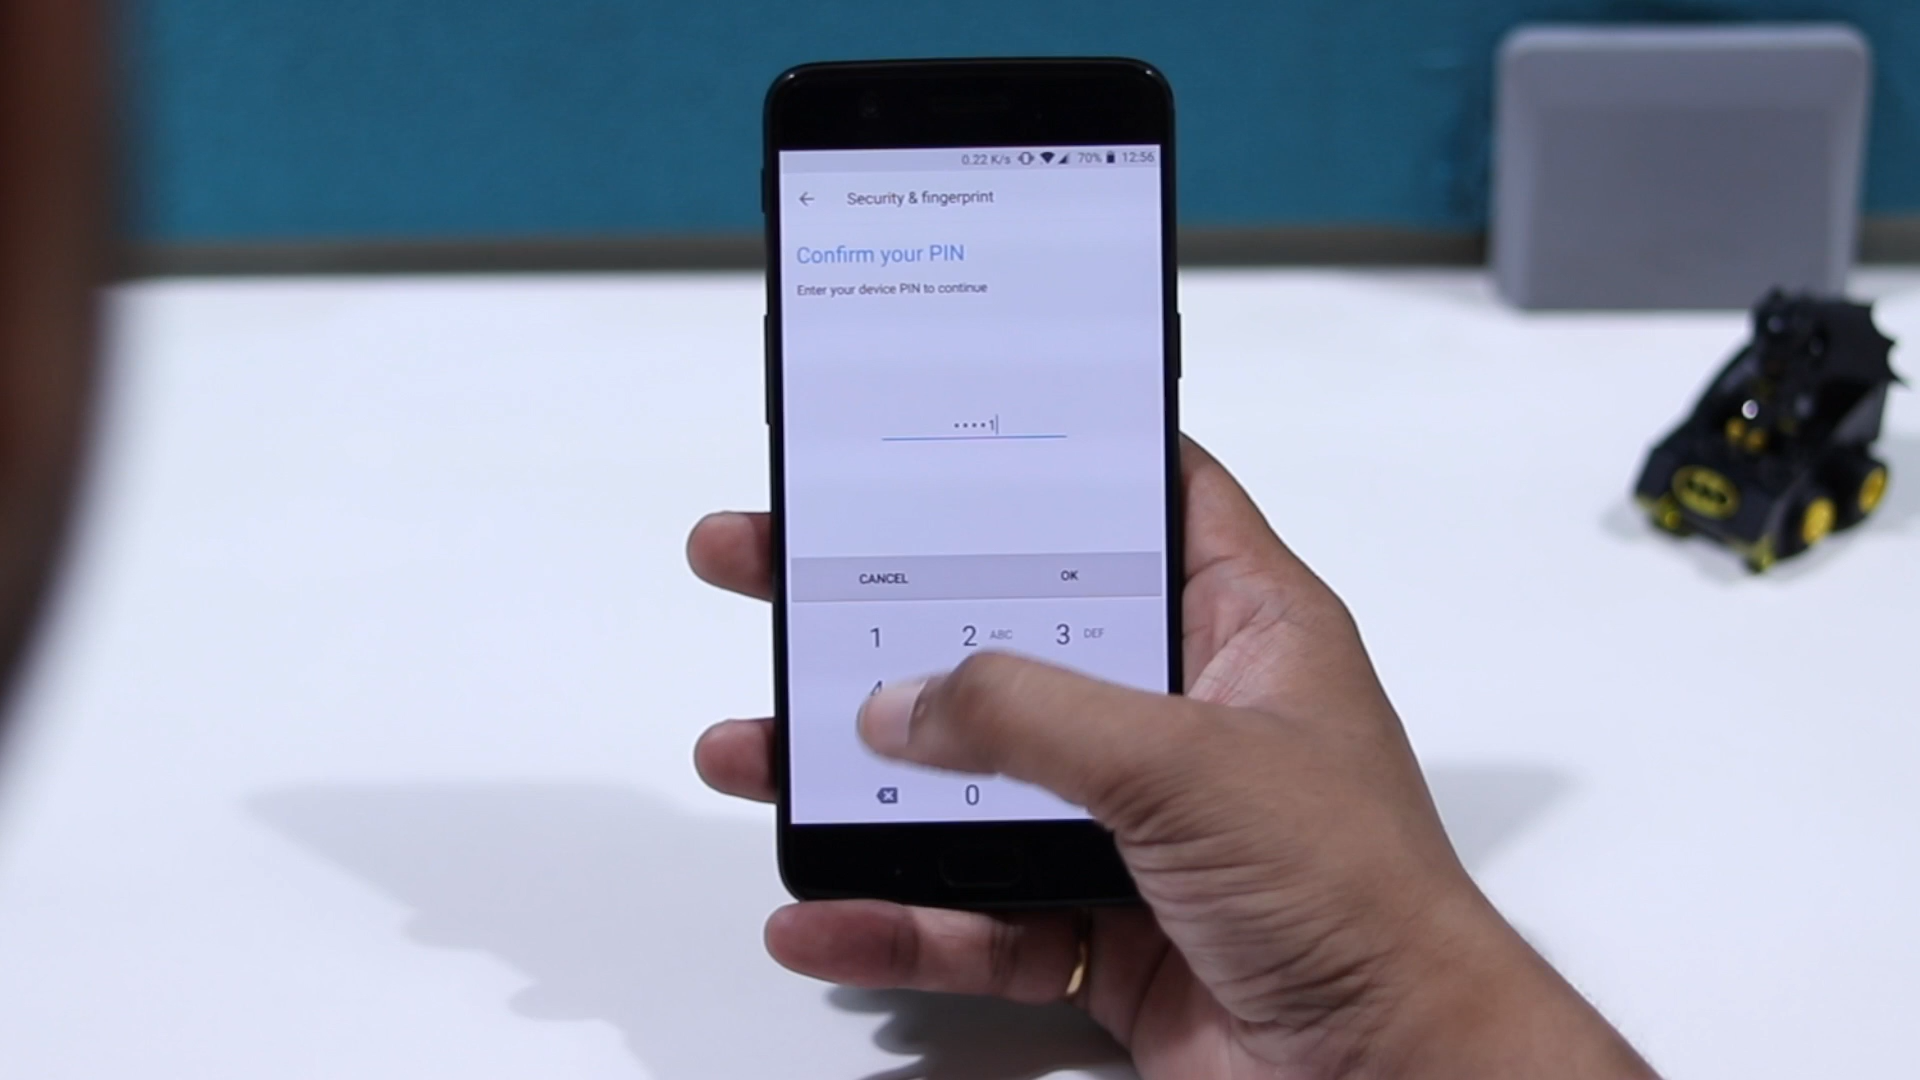 0.22 K/s 70% 12:56
Security & fingerprint
Confirm your PIN
Enter your device PIN to continue
••••1
CANCEL OK
1 2 ABC 3 DEF
4
0